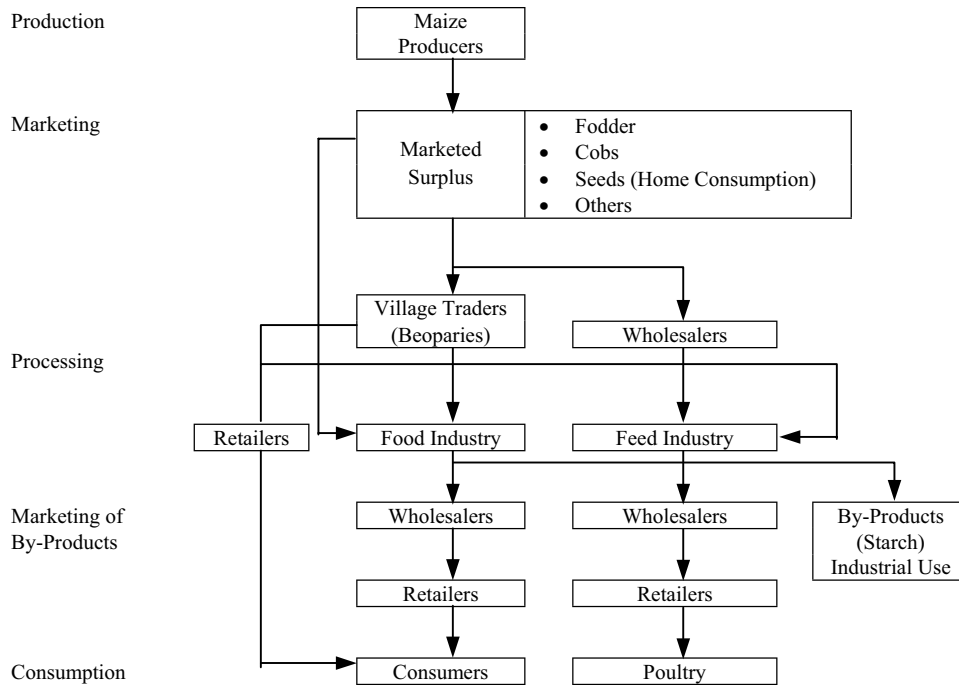 Production
Maize
Producers
Marketing
Marketed
Surplus
• Fodder
• Cobs
• Seeds (Home Consumption)
• Others
Village Traders
(Beoparies)
Wholesalers
Processing
Retailers
Food Industry
Feed Industry
Marketing of
By-Products
Wholesalers
Wholesalers
By-Products
(Starch)
Industrial Use
Retailers
Retailers
Consumption
Consumers
Poultry